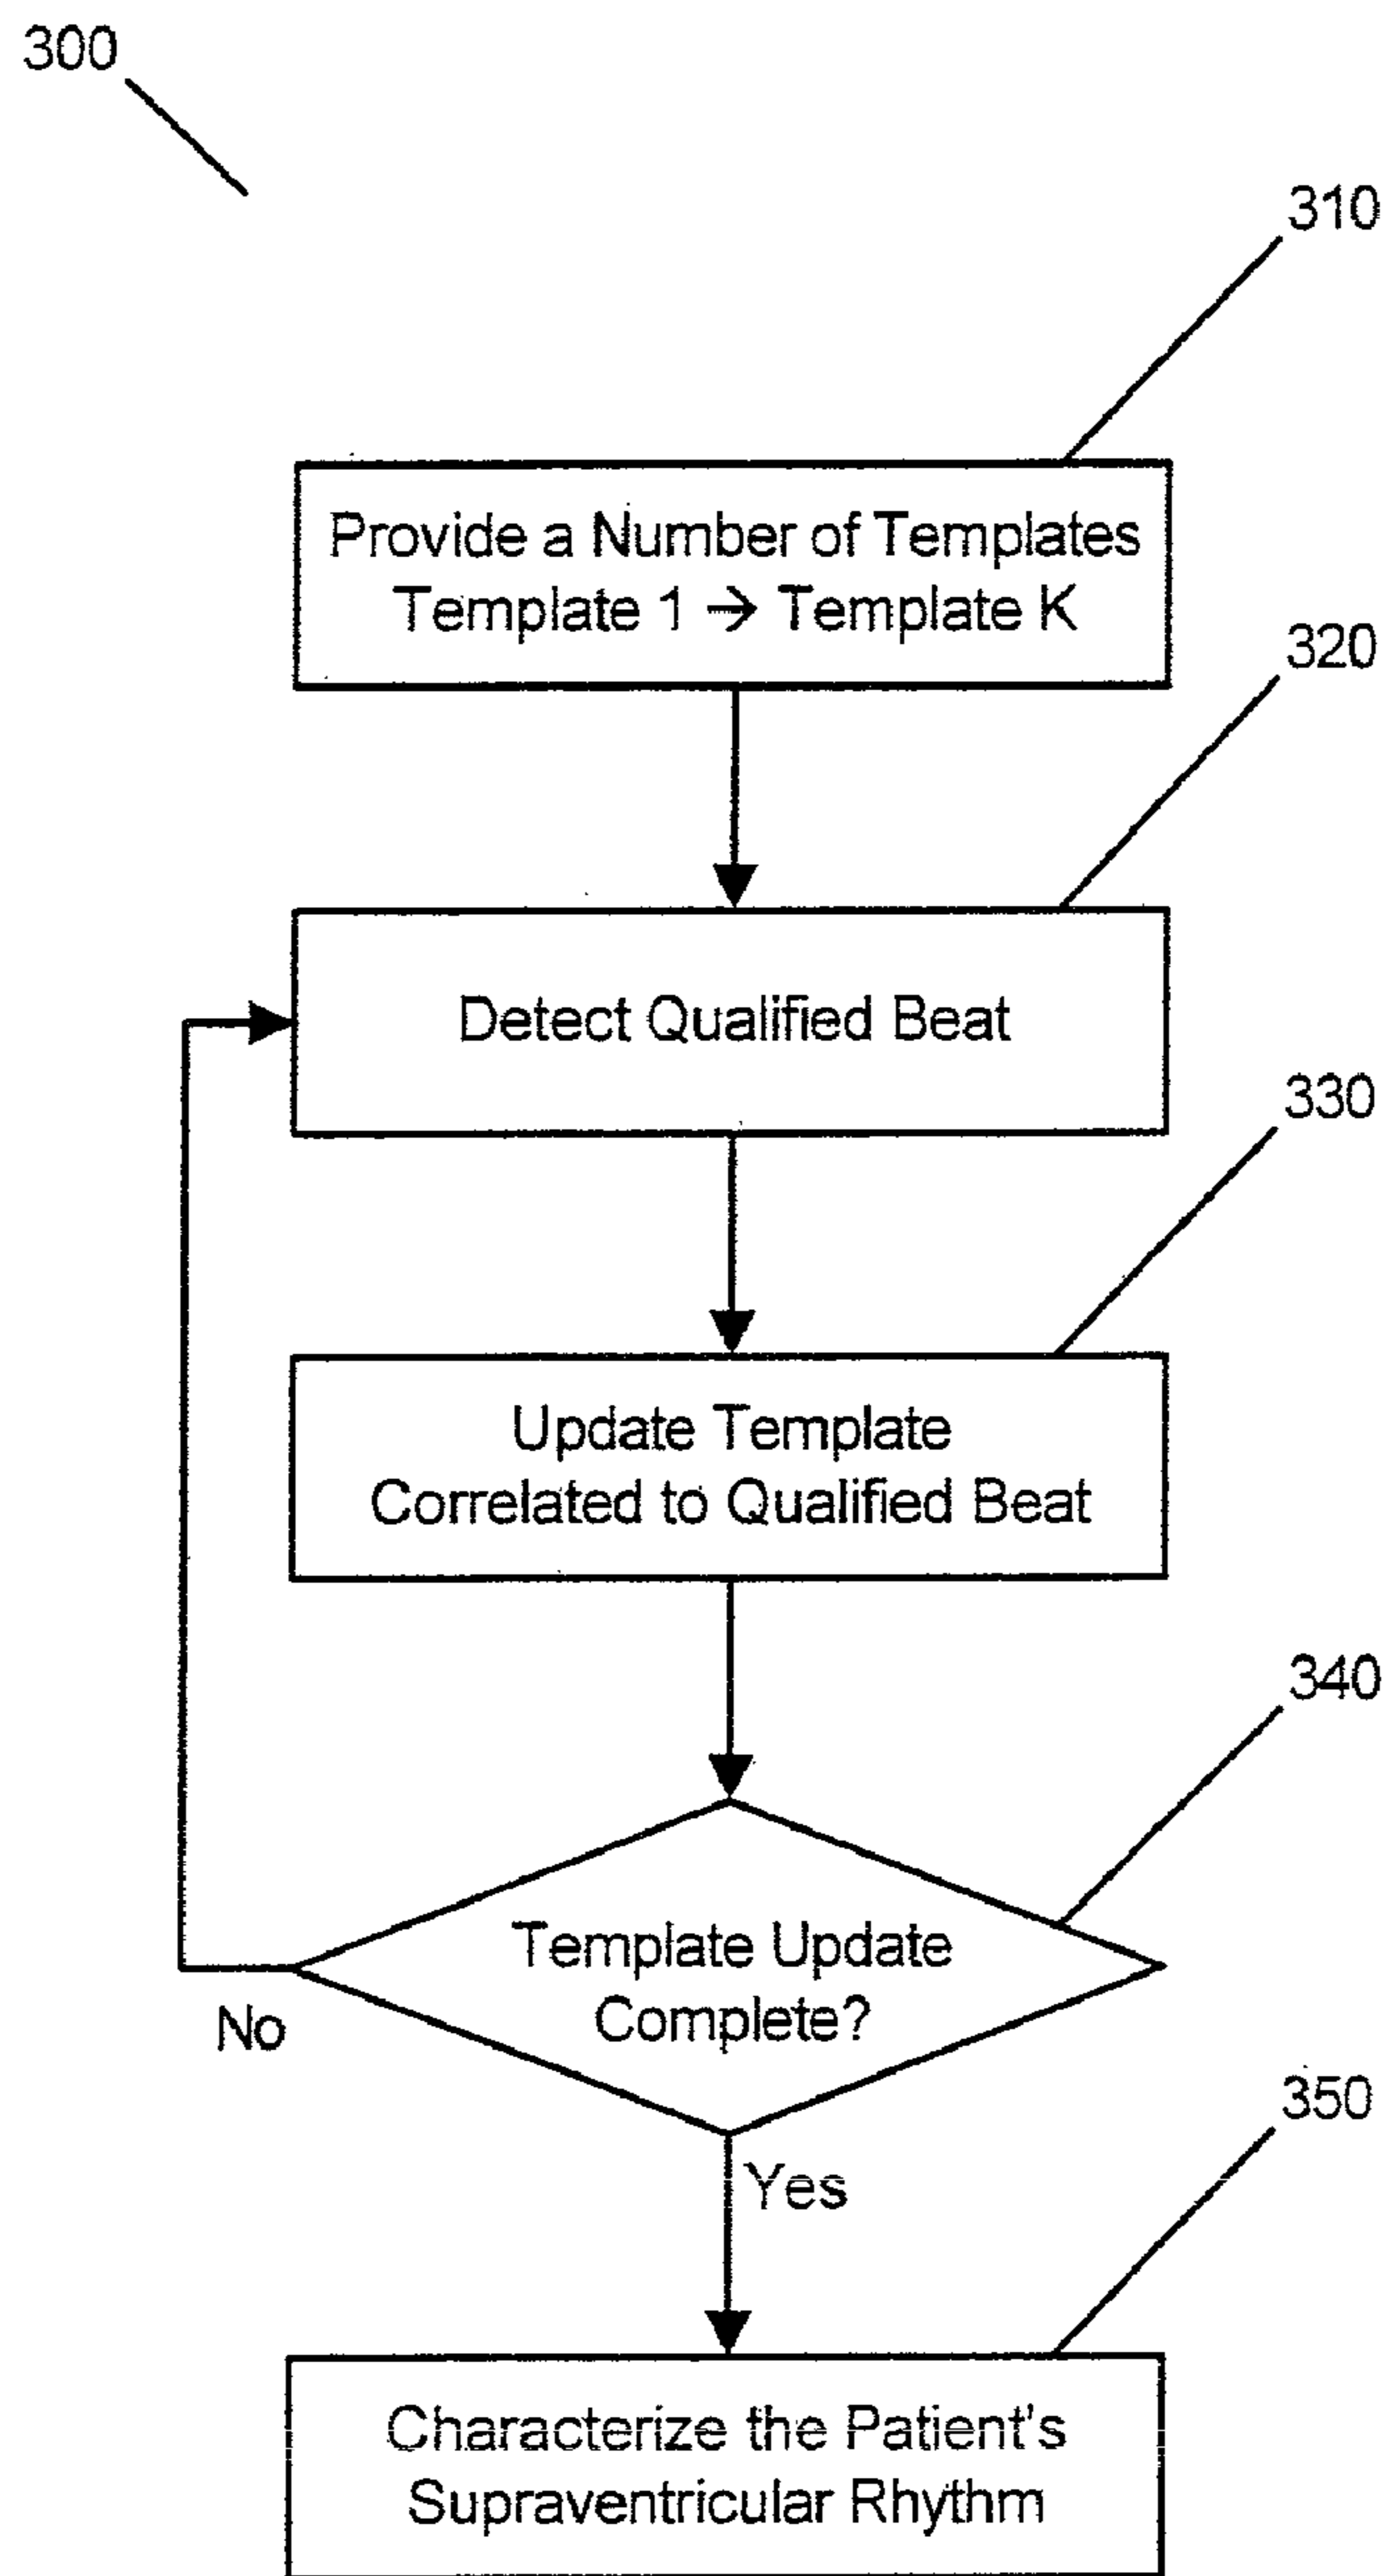 300
310
Provide a Number of Templates
Template 1 → Template K
320
Detect Qualified Beat
330
Update Template
Correlated to Qualified Beat
340
Template Update
Complete?
No
350
Yes
Characterize the Patient's
Supraventricular Rhythm